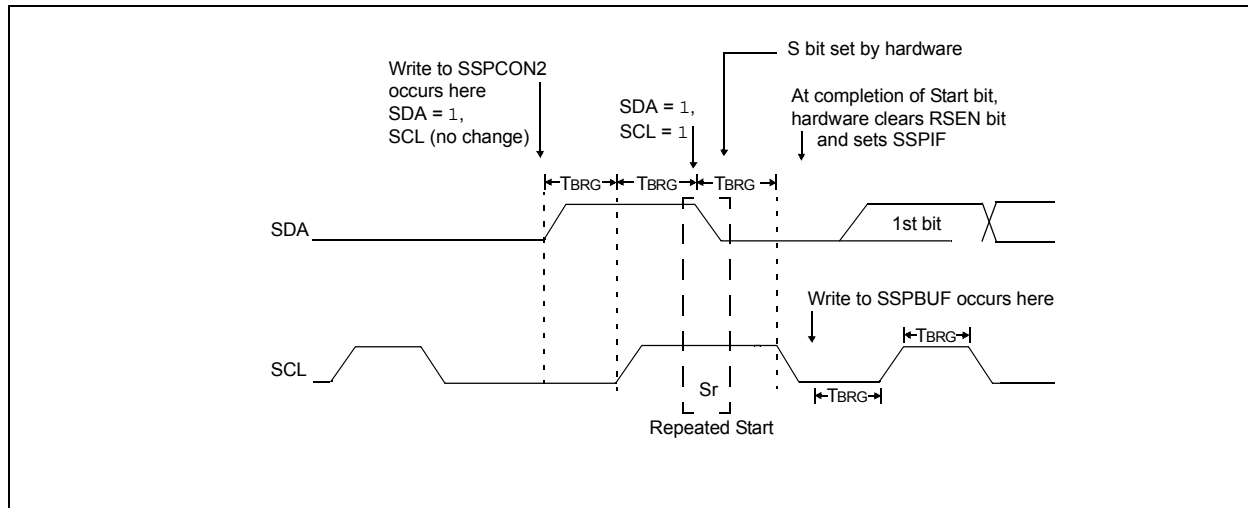 S bit set by hardware
Write to SSPCON2
occurs here
SDA = 1,
SCL (no change)
SDA = 1,
SCL = 1
At completion of Start bit,
hardware clears RSEN bit
and sets SSPIF
TBRG TBRG TBRG
SDA
1st bit
Write to SSPBUF occurs here
TBRG
SCL
Sr
TBRG
Repeated Start